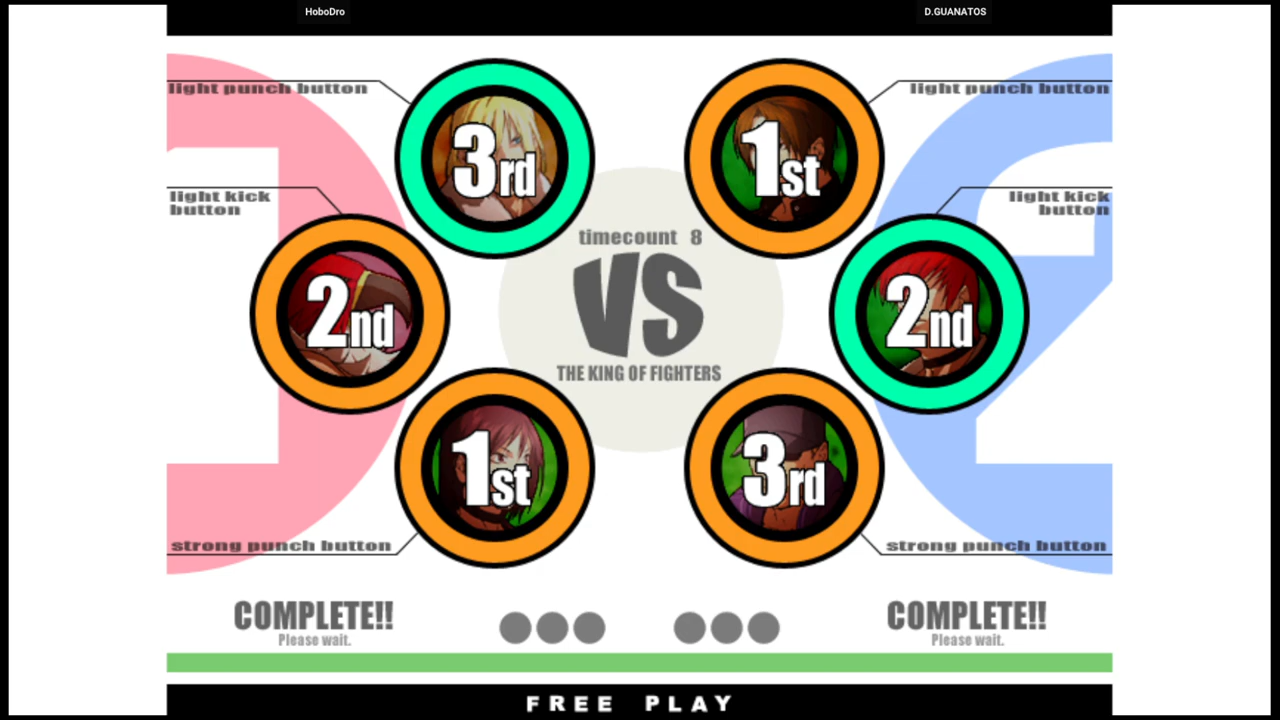 HoboDro
D.GUANATOS
light punch button
light punch button
3rd
1st
light kick
button
light kick
button
timecount 8
VS
THE KING OF FIGHTERS
2nd
2nd
1st
3rd
strong punch button
strong punch button
COMPLETE!!
Please wait.
COMPLETE!!
Please wait.
FREE PLAY